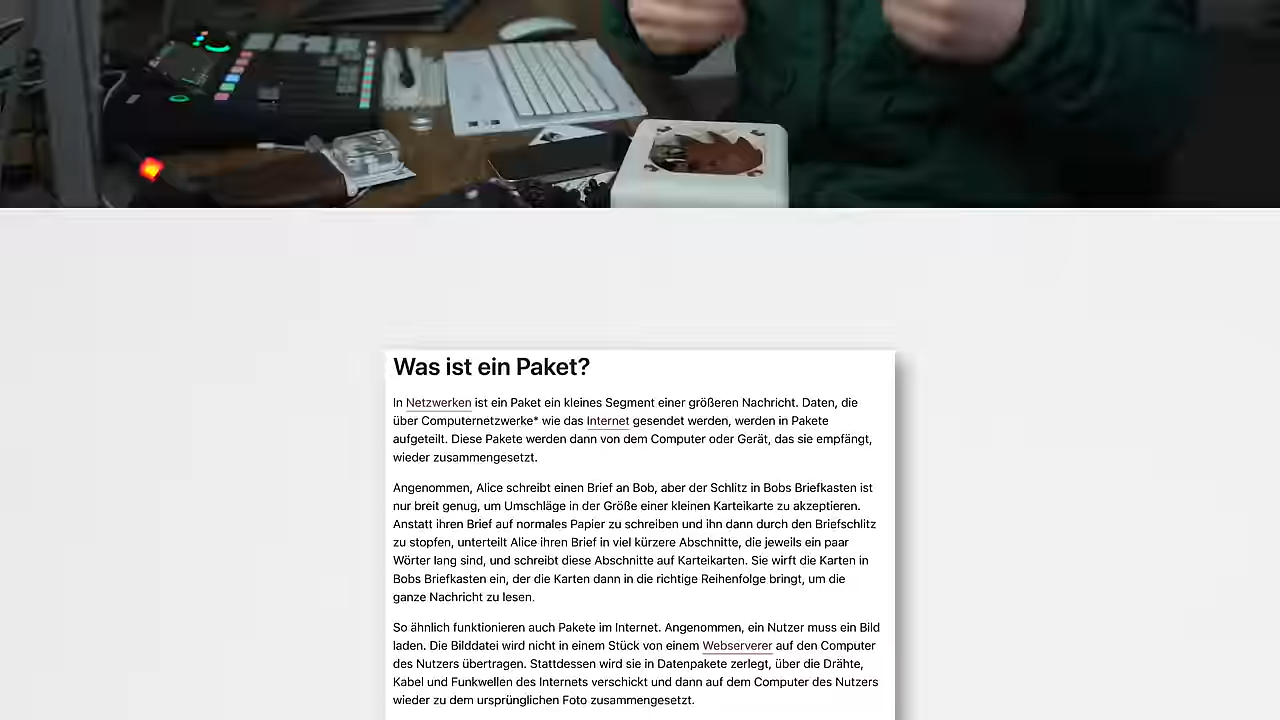 Was ist ein Paket?
In Netzwerken ist ein Paket ein kleines Segment einer größeren Nachricht. Daten, die
über Computernetzwerke* wie das Internet gesendet werden, werden in Pakete
aufgeteilt. Diese Pakete werden dann von dem Computer oder Gerät, das sie empfängt,
wieder zusammengesetzt.
Angenommen, Alice schreibt einen Brief an Bob, aber der Schlitz in Bobs Briefkasten ist
nur breit genug, um Umschläge in der Größe einer kleinen Karteikarte zu akzeptieren.
Anstatt ihren Brief auf normales Papier zu schreiben und ihn dann durch den Briefschlitz
zu stopfen, unterteilt Alice ihren Brief in viel kürzere Abschnitte, die jeweils ein paar
Wörter lang sind, und schreibt diese Abschnitte auf Karteikarten. Sie wirft die Karten in
Bobs Briefkasten ein, der die Karten dann in die richtige Reihenfolge bringt, um die
ganze Nachricht zu lesen.
So ähnlich funktionieren auch Pakete im Internet. Angenommen, ein Nutzer muss ein Bild
laden. Die Bilddatei wird nicht in einem Stück von einem Webserverer auf den Computer
des Nutzers übertragen. Stattdessen wird sie in Datenpakete zerlegt, über die Drähte,
Kabel und Funkwellen des Internets verschickt und dann auf dem Computer des Nutzers
wieder zu dem ursprünglichen Foto zusammengesetzt.